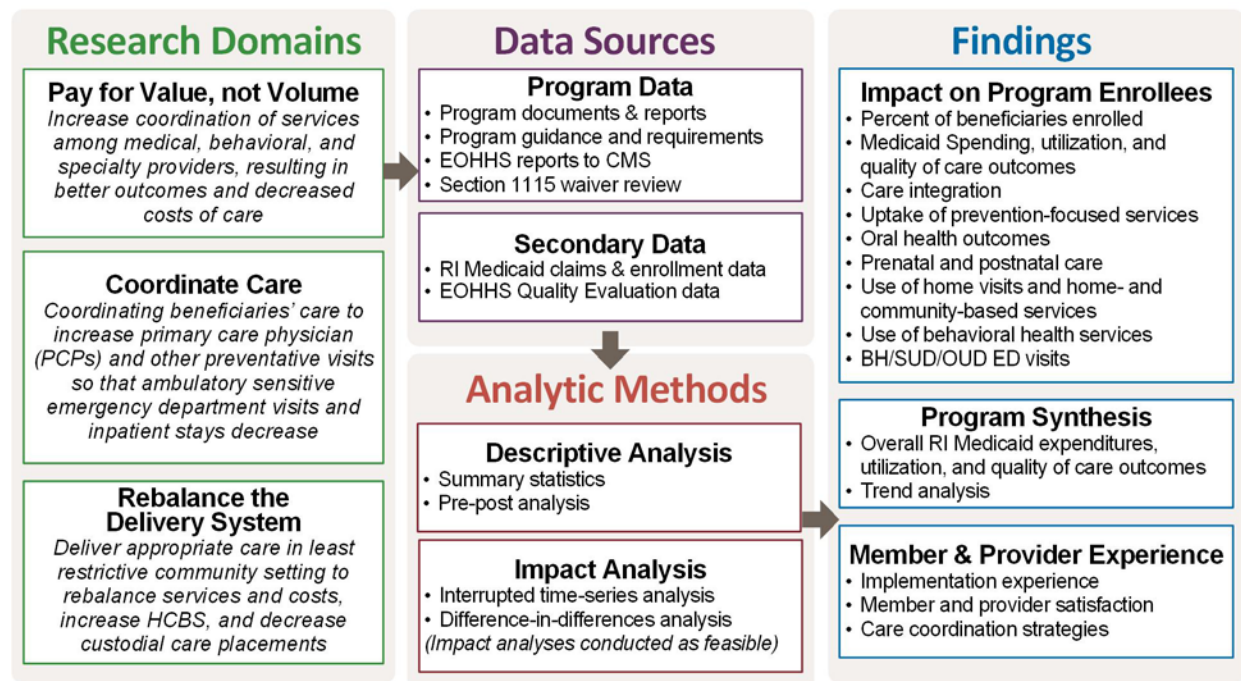 Research Domains
Pay for Value, not Volume
Increase coordination of services
among medical, behavioral, and
specialty providers, resulting in
better outcomes and decreased
costs of care
Coordinate Care
Coordinating beneficiaries’ care to
increase primary care physician
(PCPs) and other preventative visits
so that ambulatory sensitive
emergency department visits and
inpatient stays decrease
Rebalance the
Delivery System
Deliver appropriate care in least
restrictive community setting to
rebalance services and costs,
increase HCBS, and decrease
custodial care placements
Data Sources
Program Data
• Program documents & reports
• Program guidance and requirements
• EOHHS reports to CMS
• Section 1115 waiver review
Secondary Data
• RI Medicaid claims & enrollment data
• EOHHS Quality Evaluation data
Analytic Methods
Descriptive Analysis
• Summary statistics
• Pre-post analysis
Impact Analysis
• Interrupted time-series analysis
• Difference-in-differences analysis
(Impact analyses conducted as feasible)
Findings
Impact on Program Enrollees
• Percent of beneficiaries enrolled
• Medicaid Spending, utilization, and
quality of care outcomes
• Care integration
• Uptake of prevention-focused services
• Oral health outcomes
• Prenatal and postnatal care
• Use of home visits and home- and
community-based services
• Use of behavioral health services
• BH/SUD/OUD ED visits
Program Synthesis
• Overall RI Medicaid expenditures,
utilization, and quality of care outcomes
• Trend analysis
Member & Provider Experience
• Implementation experience
• Member and provider satisfaction
• Care coordination strategies